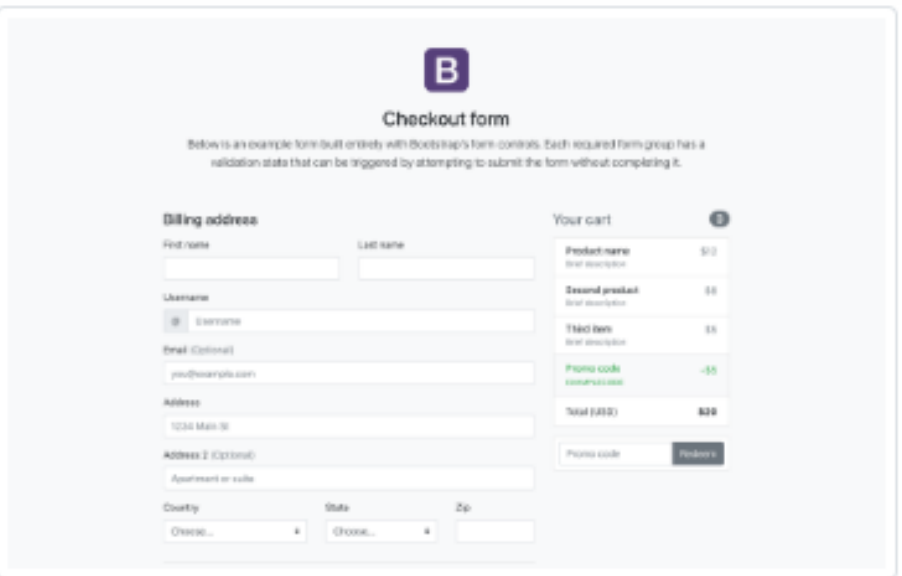 B
Checkout form
Below is an example form built entirely with Bootstrap's form controls. Each required form group has a
validation state that can be triggered by attempting to submit the form without completing it.
Billing address
First name
Last name
Username
@ Username
Email (Optional)
you@example.com
Address
1234 Main St
Address 2 (Optional)
Apartment or suite
Country
State
Zip
Choose...
Choose...
Your cart
3
Product name
$12
Brief description
Second product
$8
Brief description
Third item
$5
Brief description
Promo code
-$5
Total (USD)
$20
Promo code
Redeem